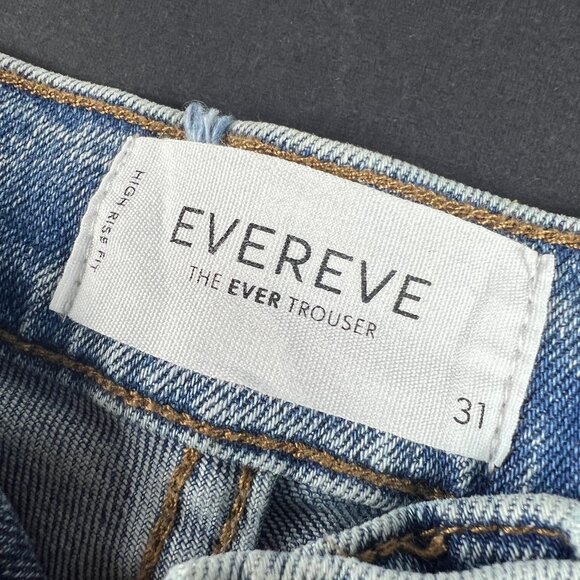 HIGH RISE FIT
EVEREVE
THE EVER TROUSER
31